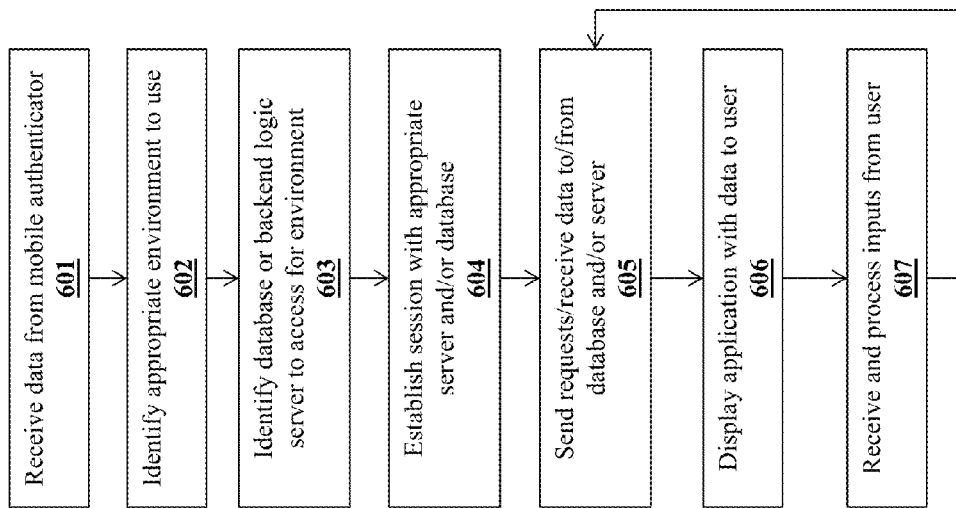 Receive data from mobile authenticator
601
Identify appropriate environment to use
602
Identify database or backend logic
server to access for environment
603
Establish session with appropriate
server and/or database
604
Send requests/receive data to/from
database and/or server
605
Display application with data to user
606
Receive and process inputs from user
607